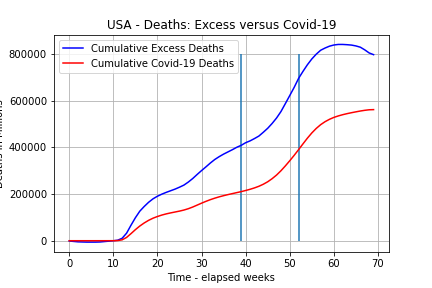 USA - Deaths: Excess versus Covid-19
Cumulative Excess Deaths
Cumulative Covid-19 Deaths
800000
600000
400000
200000
0
in Millions
0 10 20 30 40 50 60 70
Time - elapsed weeks